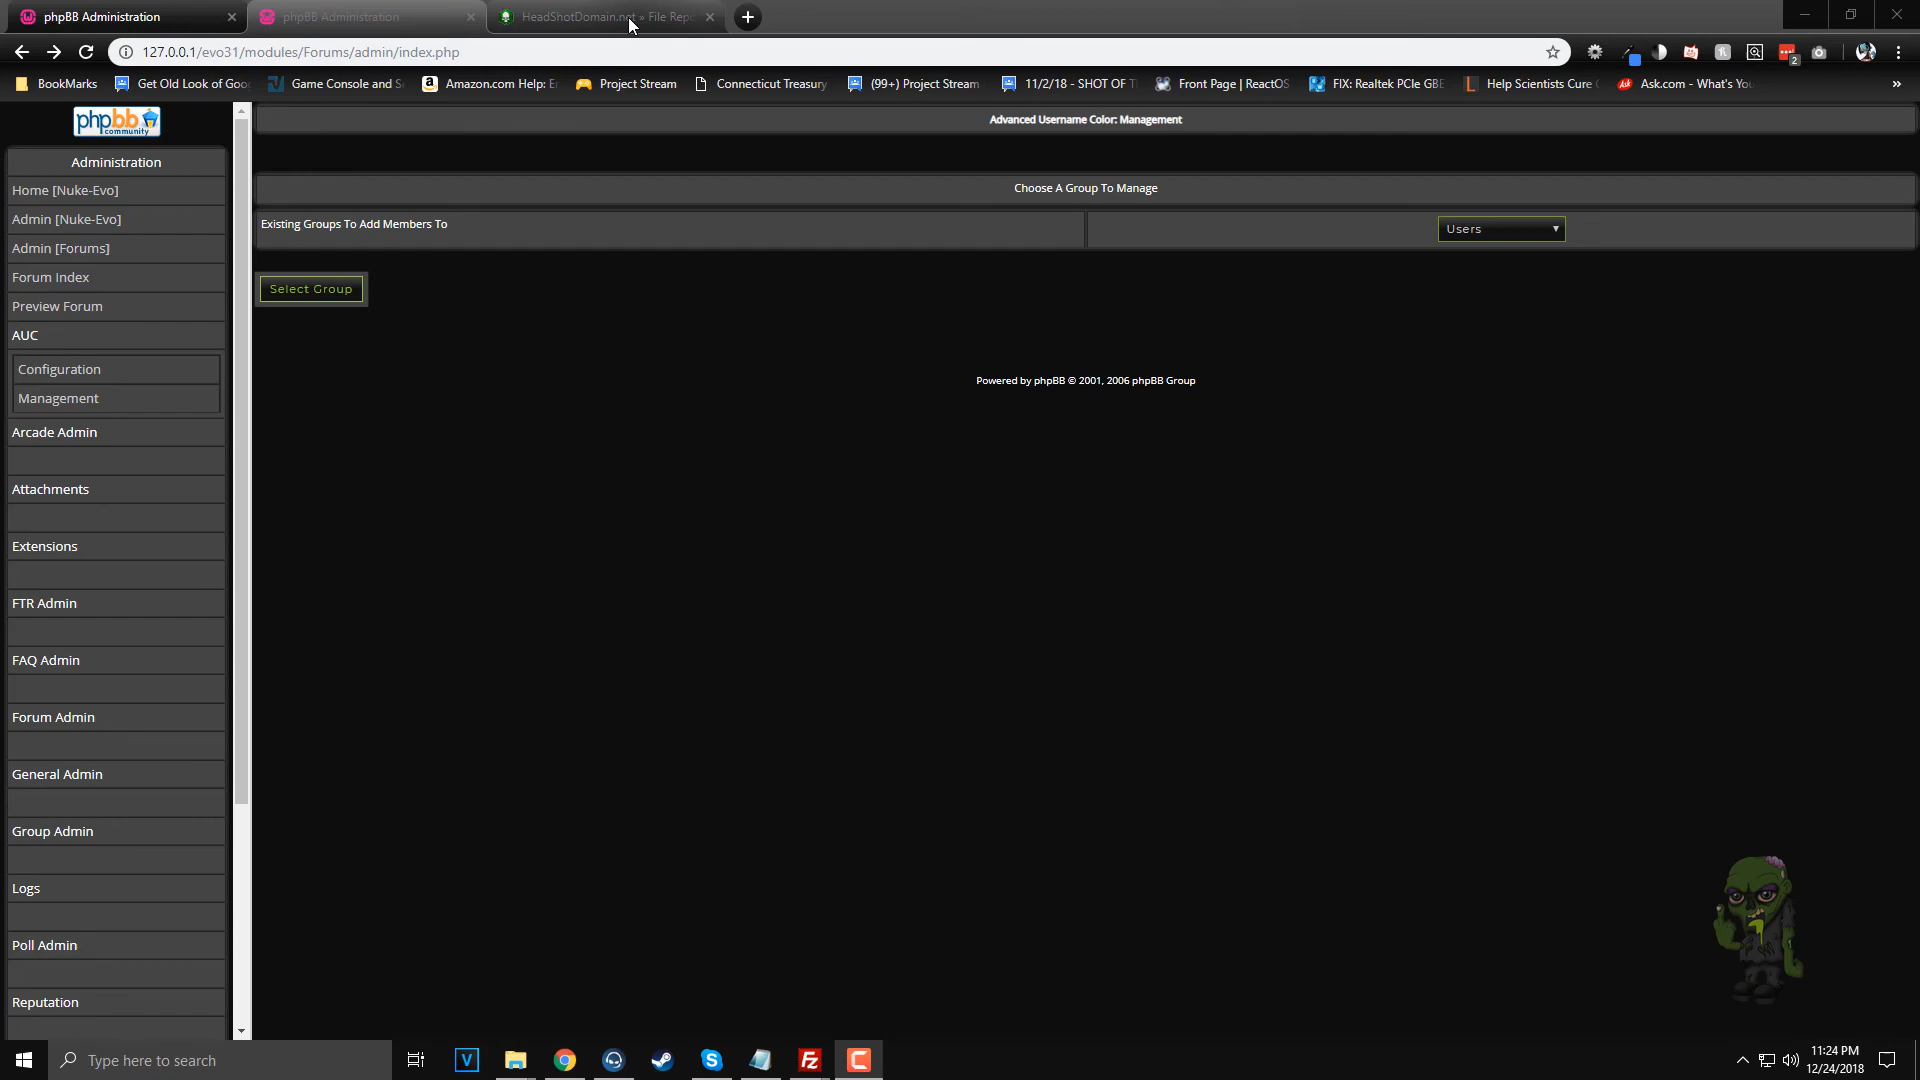 phpBB Administration
phpBB Administration
HeadShotDomain.net » File Repo
127.0.0.1/evo31/modules/Forums/admin/index.php
2
BookMarks
Get Old Look of Goog
Game Console and S
Amazon.com Help: E
Project Stream
Connecticut Treasury
(99+) Project Stream
11/2/18 - SHOT OF T
Front Page | ReactOS
FIX: Realtek PCIe GBE
Help Scientists Cure
Ask Ask.com - What's You
»
phpBB
community
Advanced Username Color: Management
Administration
Home [Nuke-Evo]
Admin [Nuke-Evo]
Admin [Forums]
Forum Index
Preview Forum
AUC
Configuration
Management
Arcade Admin
Attachments
Extensions
FTR Admin
FAQ Admin
Forum Admin
General Admin
Group Admin
Logs
Poll Admin
Reputation
Choose A Group To Manage
Existing Groups To Add Members To
Users
Select Group
Powered by phpBB © 2001, 2006 phpBB Group
Type here to search
V
S
Fz
C
11:24 PM
12/24/2018